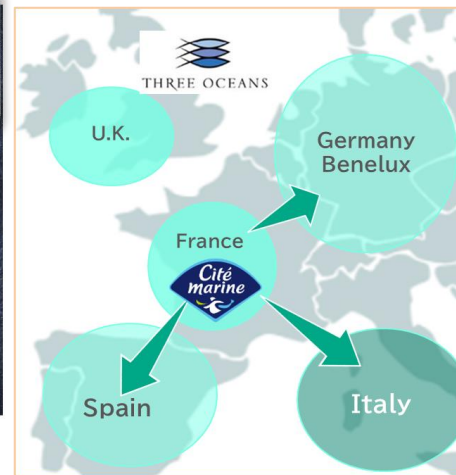 THREE OCEANS
U.K.
Germany
Benelux
France
Cité
marine
Spain
Italy